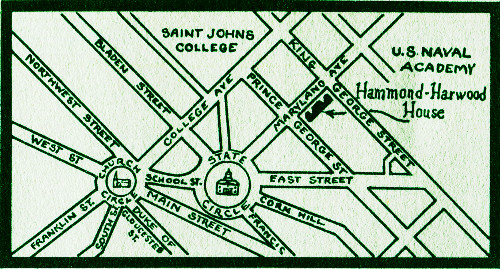 SAINT JOHNS
COLLEGE
U.S. NAVAL
ACADEMY
Hammond-Harwood
House
NORTHWEST STREET
BLADEN STREET
COLLEGE AVE
PRINCE
GEORGE ST.
KING
GEORGE STREET
MARYLAND AVE
WEST ST
CHURCH
CIRCLE
SCHOOL ST.
STATE
CIRCLE
EAST STREET
MAIN STREET
CORN HILL
FRANCIS
FRANKLIN ST.
SOUTH
DUKE OF
GLOUCESTER
ST.